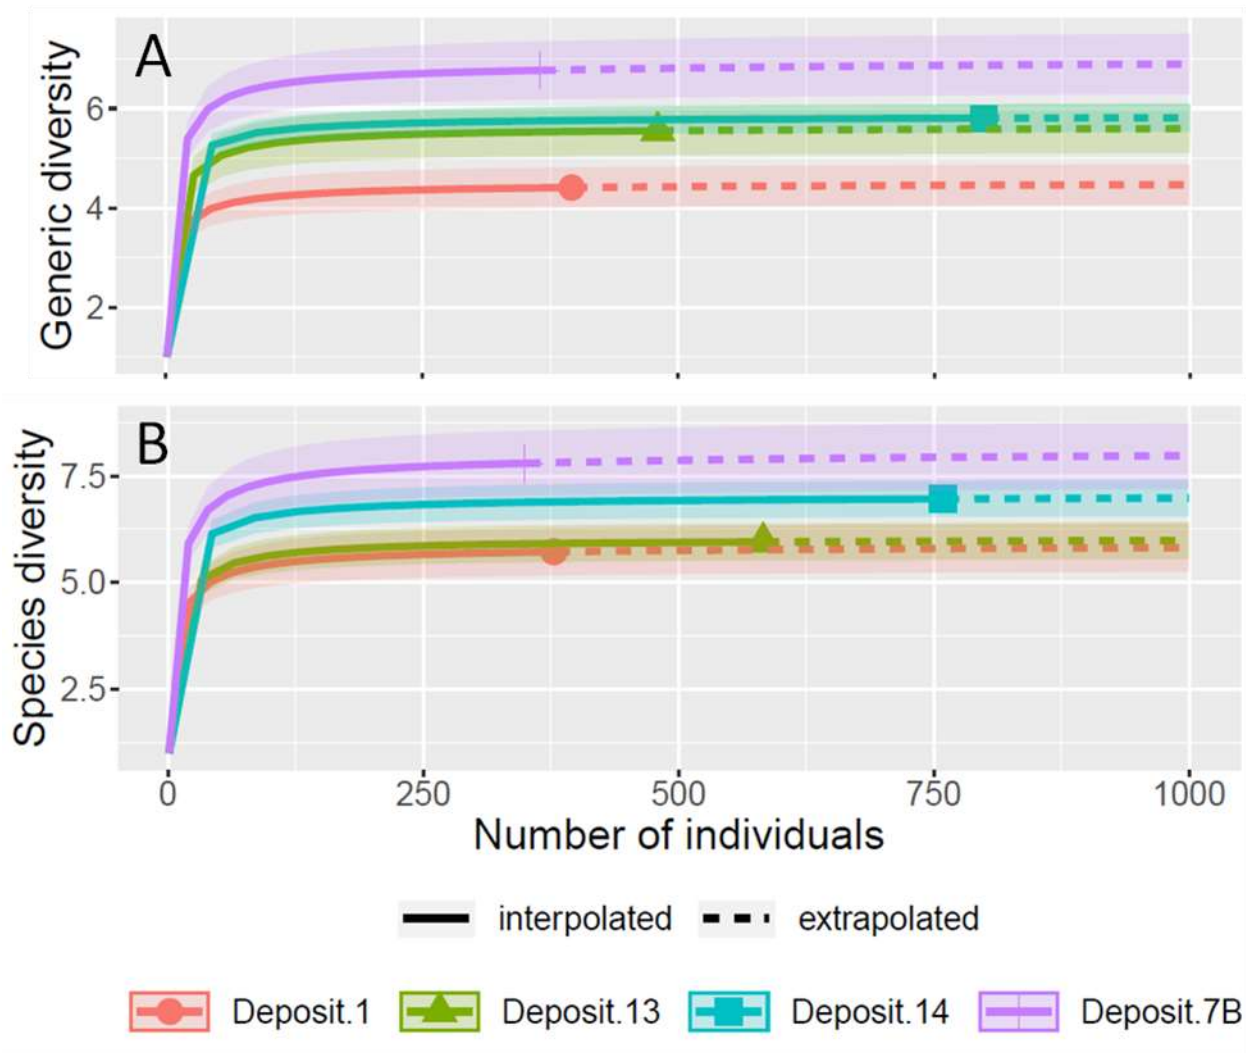 A
Generic diversity
6
4
2
B
Species diversity
7.5
5.0
2.5
0 250 500 750 1000
Number of individuals
interpolated extrapolated
Deposit.1 Deposit.13 Deposit.14 Deposit.7B